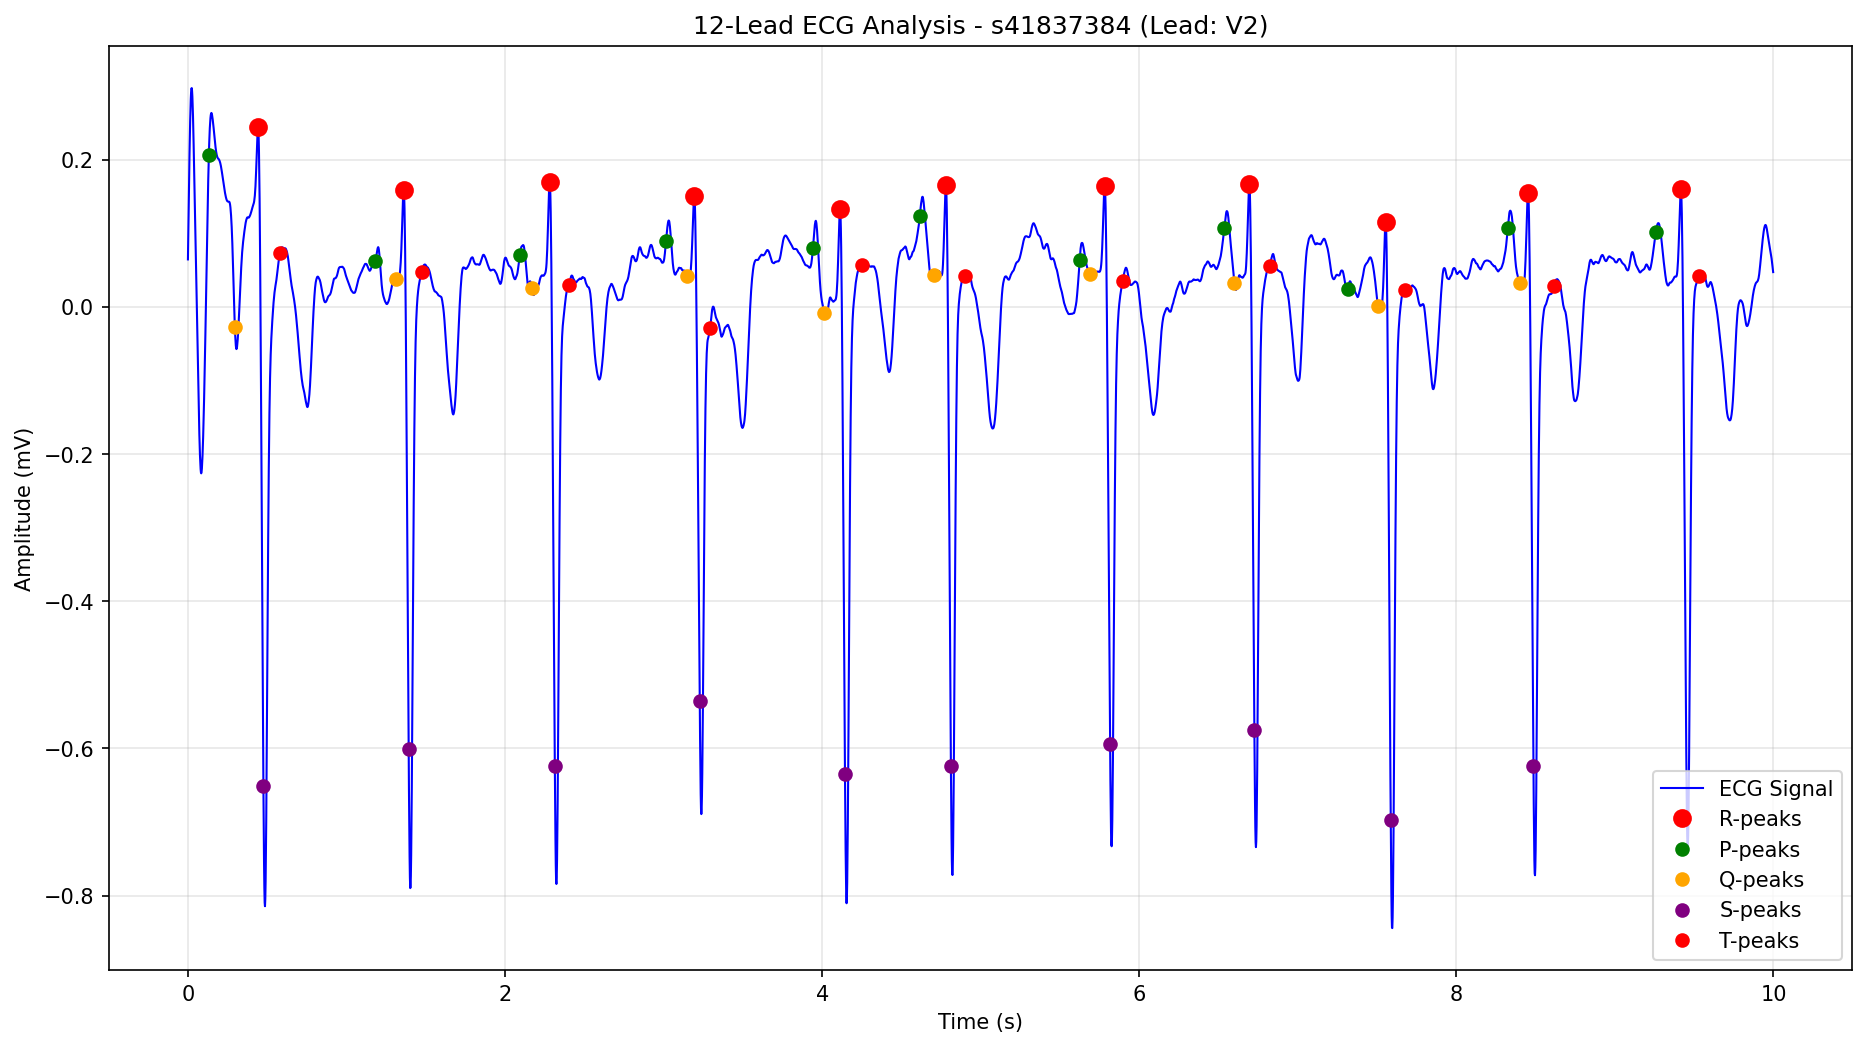 12-Lead ECG Analysis - s41837384 (Lead: V2)
Amplitude (mV)
0.2
0.0
−0.2
−0.4
−0.6
−0.8
0
2
4
6
8
10
Time (s)
ECG Signal
R-peaks
P-peaks
Q-peaks
S-peaks
T-peaks